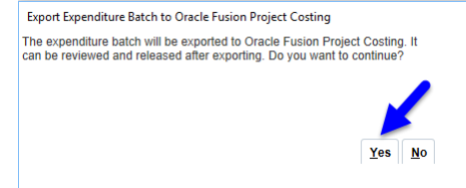 Export Expenditure Batch to Oracle Fusion Project Costing
The expenditure batch will be exported to Oracle Fusion Project Costing. It
can be reviewed and released after exporting. Do you want to continue?
Yes No